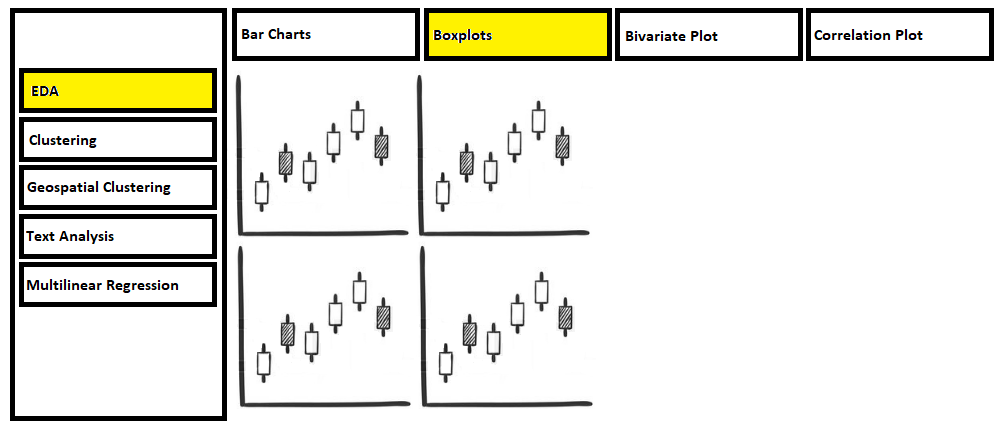 Bar Charts
Boxplots
Bivariate Plot
Correlation Plot
EDA
Clustering
Geospatial Clustering
Text Analysis
Multilinear Regression